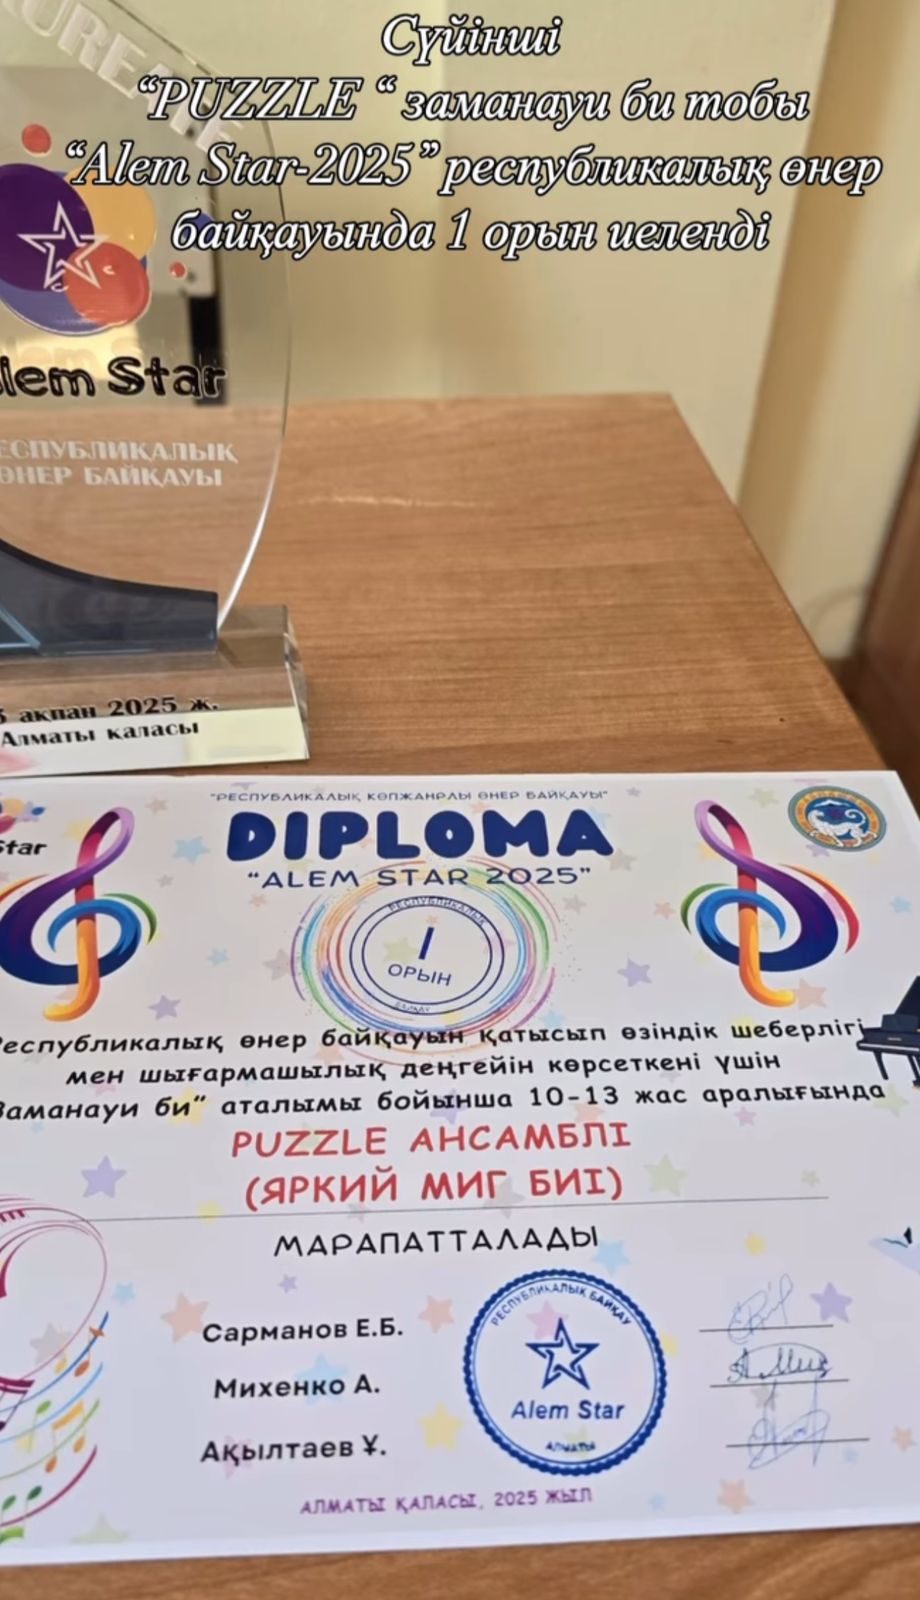 Сүйінші
“PUZZLE “ заманауи би тобы
“Alem Star-2025” республикалық өнер
байқауында 1 орын иеленді
Star
ӨНЕР БАЙҚАУЫ
ақпан 2025 ж.
Алматы қаласы
Star
"РЕСПУБЛИКАЛЫҚ КӨПЖАНРЛЫ ӨНЕР БАЙҚАУЫ"
DIPLOMA
"ALEM STAR 2025"
РЕСПУБЛИКАЛЫҚ
I
ОРЫН
өнер байқауын қатысып өзіндік шеберлігі
мен шығармашылық деңгейін көрсеткені үшін
Заманауи би" аталымы бойынша 10-13 жас аралығында
PUZZLE АНСАМБЛІ
(ЯРКИЙ МИГ БИІ)
МАРАПАТТАЛАДЫ
Сарманов Е.Б.
Михенко А.
Ақылтаев Ұ.
РЕСПУБЛИКАЛЫҚ БАЙҚАУ
Alem Star
АЛМАТЫ
АЛМАТЫ ҚАЛАСЫ, 2025 ЖЫЛ